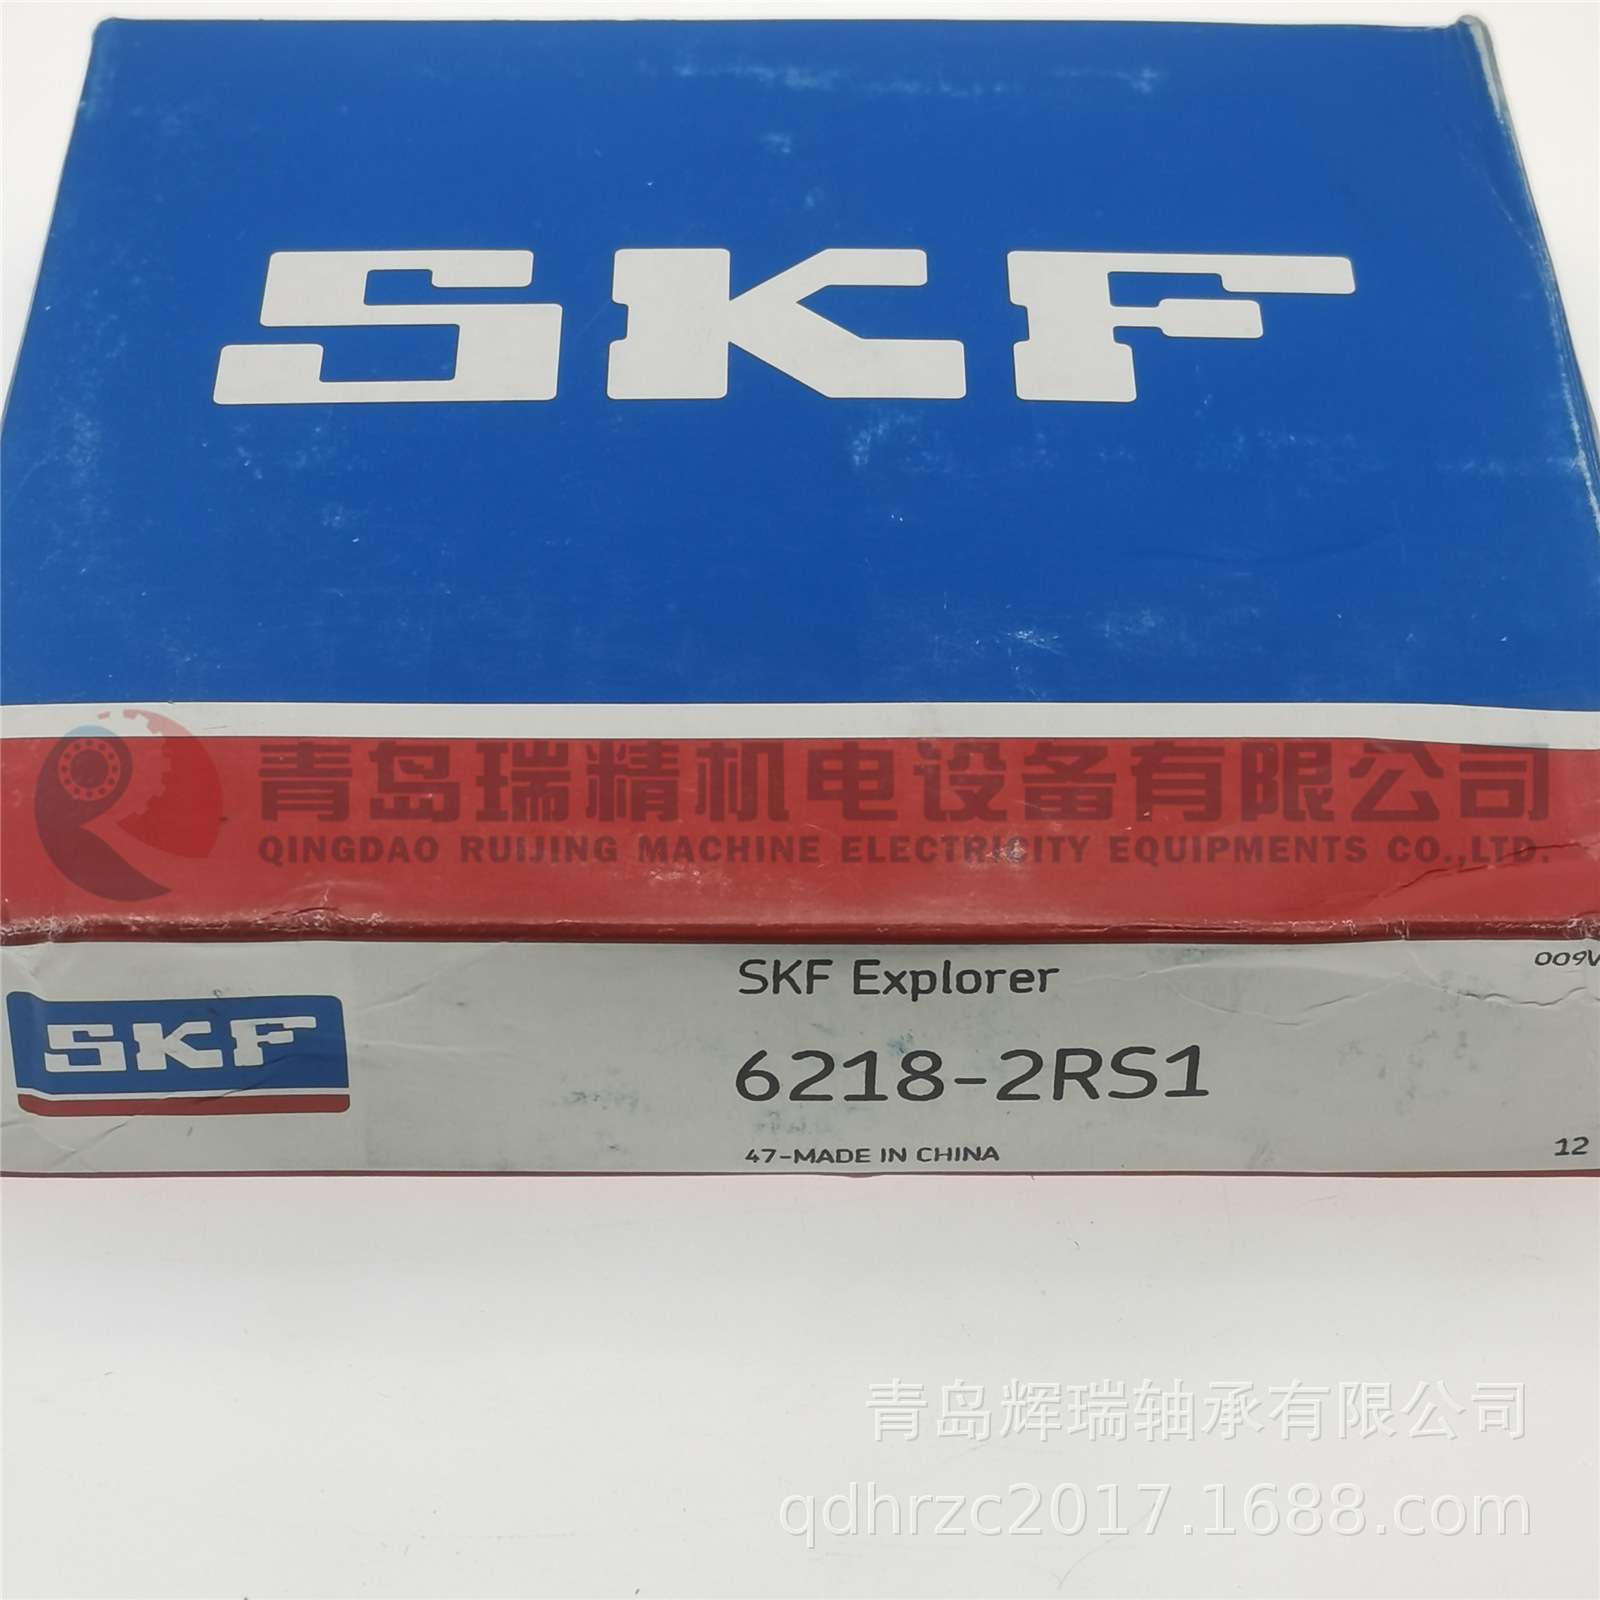 SKF
青岛瑞精机电设备有限公司
QINGDAO RUIJING MACHINE ELECTRICITY EQUIPMENTS CO.,LTD.
SKF Explorer
009V
SKF
6218-2RS1
47-MADE IN CHINA
12
青岛辉瑞轴承有限公司
qdhrzc2017.1688.com